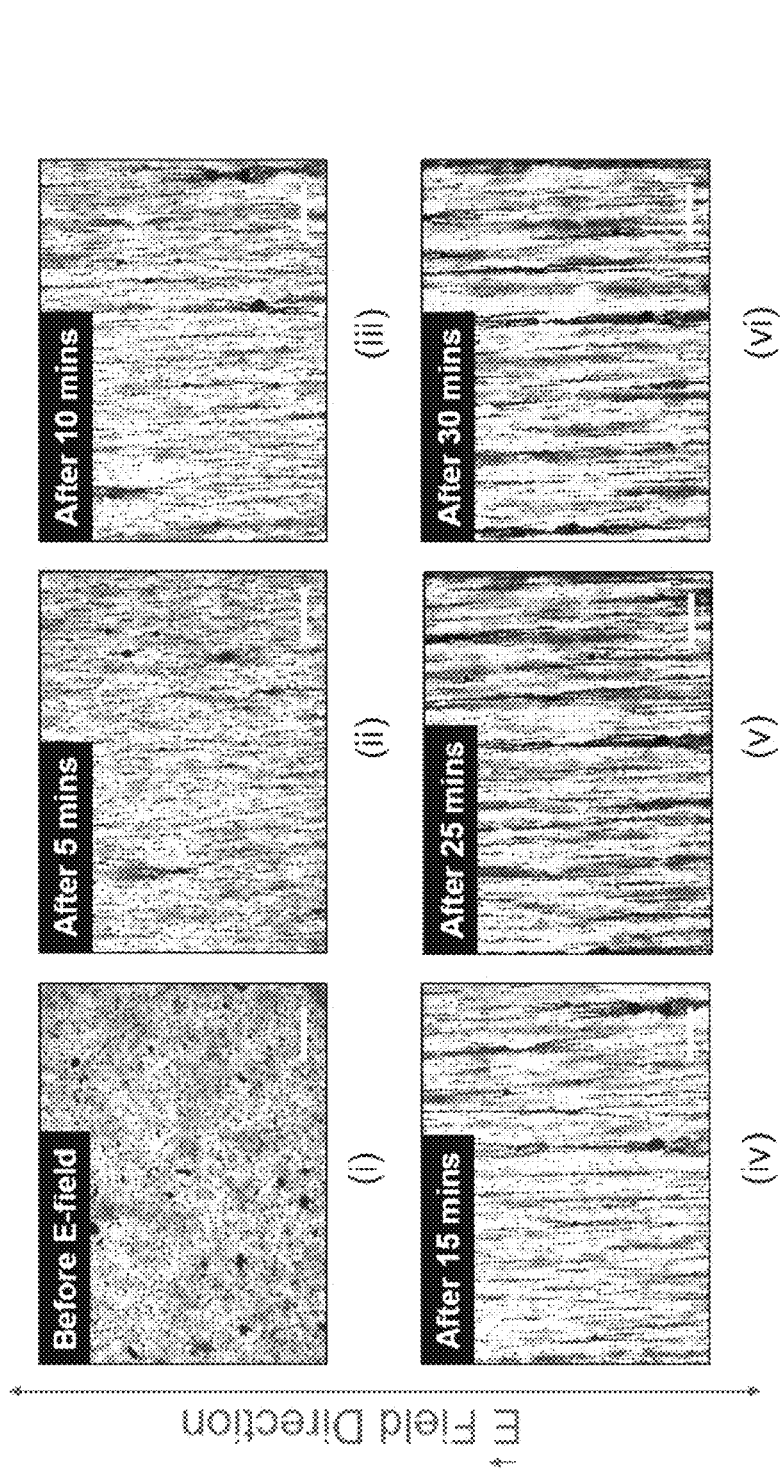 E Field Direction
Before E-field
(i)
After 5 mins
(ii)
After 10 mins
(iii)
After 15 mins
(iv)
After 25 mins
(v)
After 30 mins
(vi)